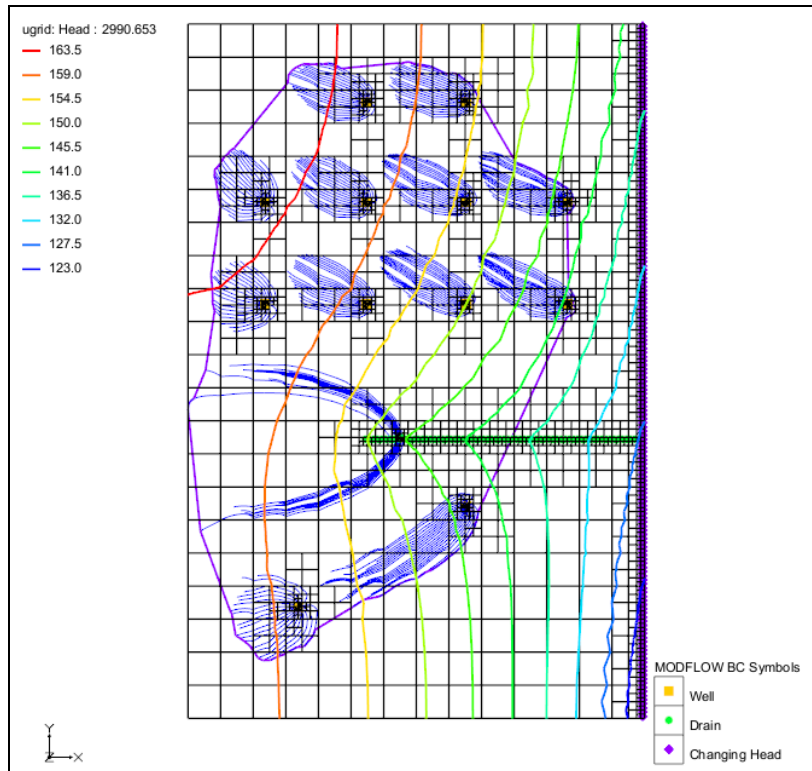 ugrid: Head : 2990.653
163.5
159.0
154.5
150.0
145.5
141.0
136.5
132.0
127.5
123.0
MODFLOW BC Symbols
Well
Drain
Changing Head
Y
Z
X